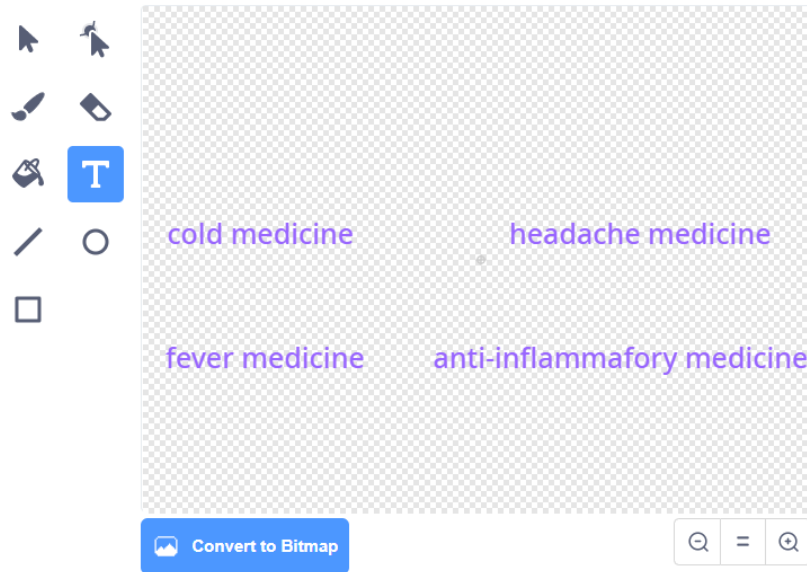 T
cold medicine headache medicine
fever medicine anti-inflammafory medicine
Convert to Bitmap